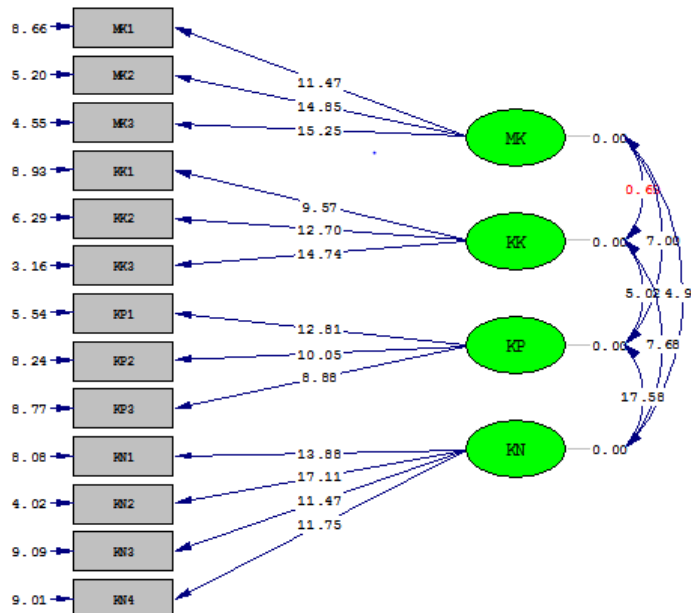 8.66 MK1
11.47
5.20 MK2
14.85
4.55 MK3
15.25
MK 0.00
8.93 KK1
9.57
6.29 KK2
12.70
3.16 KK3
14.74
KK 0.00
5.54 KP1
12.81
8.24 KP2
10.05
8.77 KP3
8.88
KP 0.00
8.08 KN1
13.88
4.02 KN2
17.11
9.09 KN3
11.47
9.01 KN4
11.75
KN 0.00
7.00
5.02
7.68
17.58